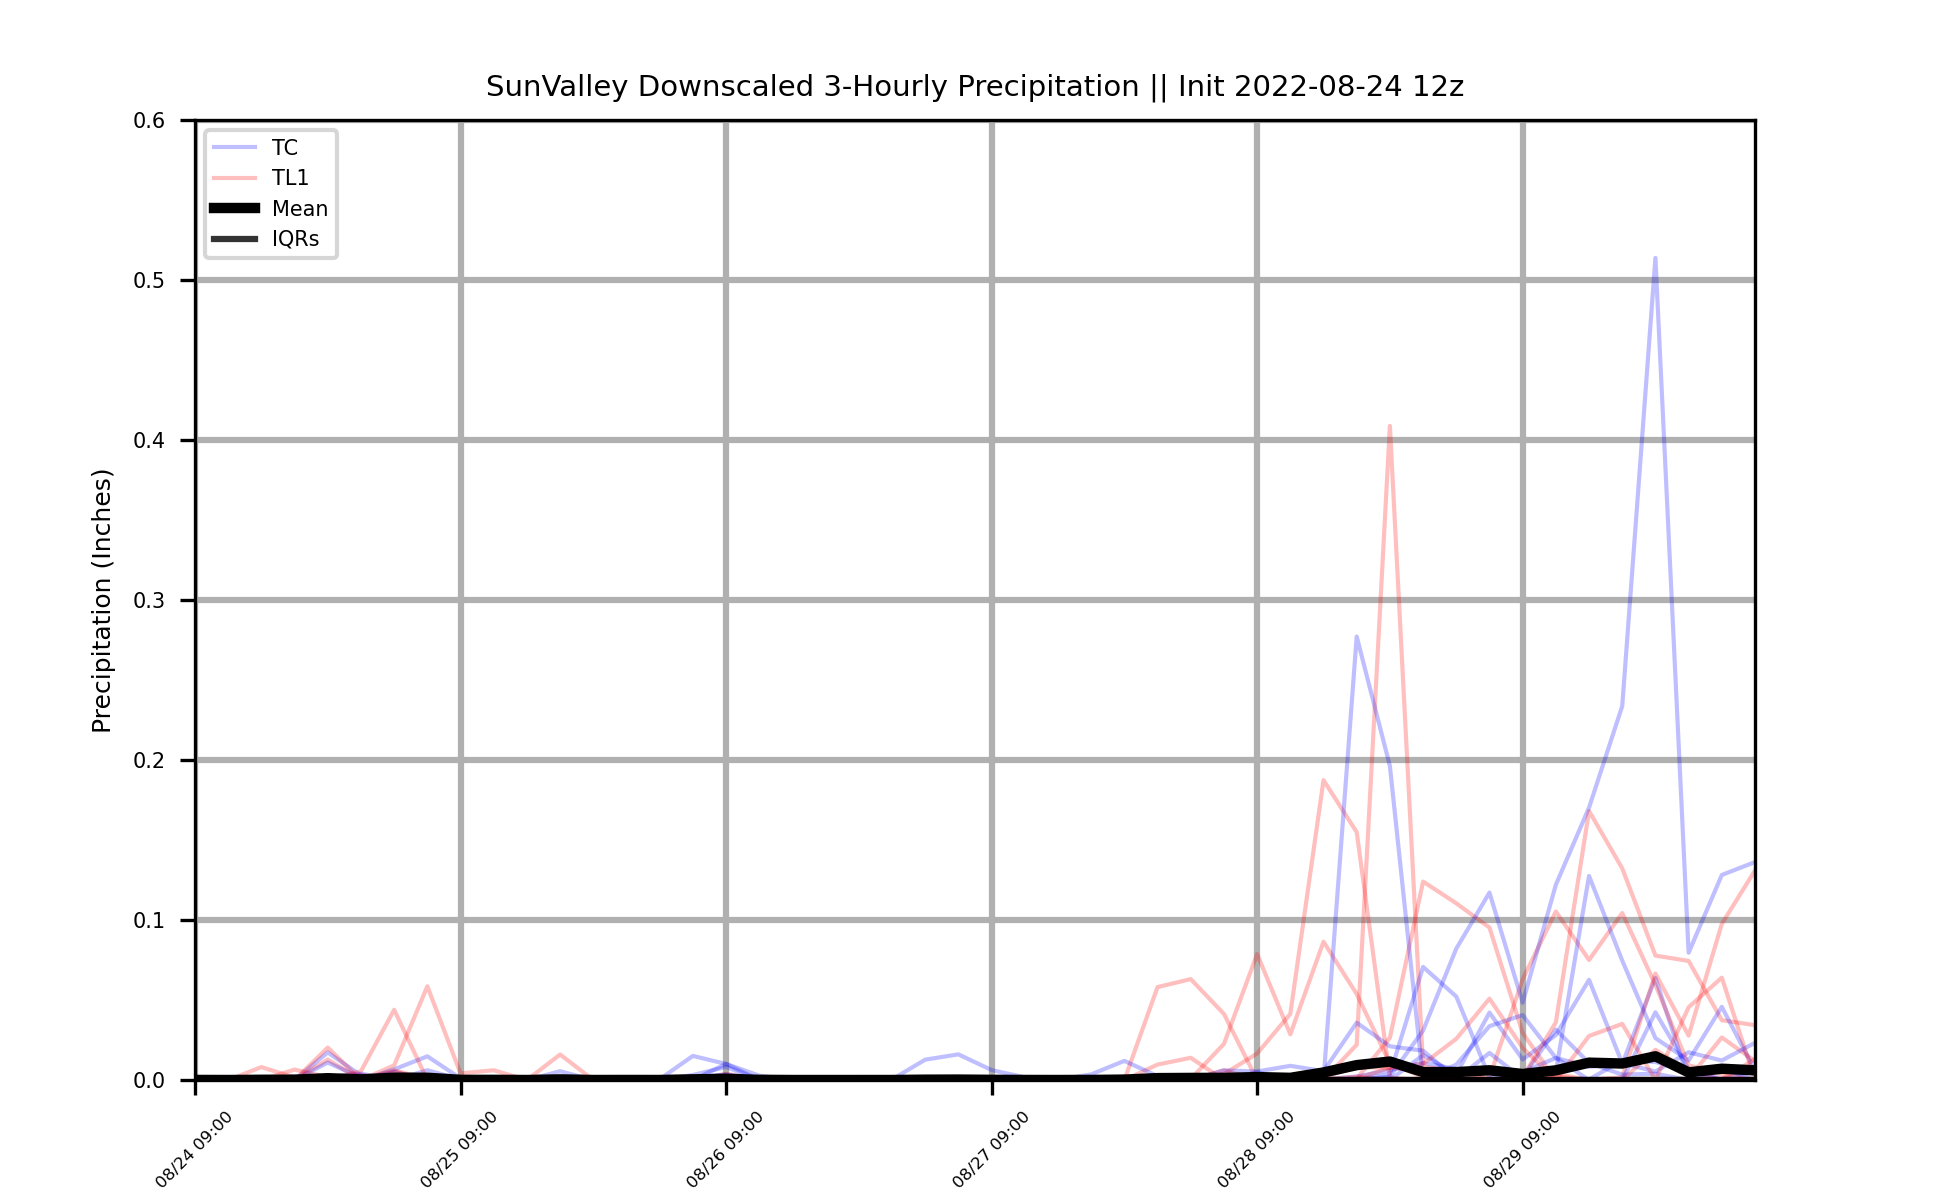 SunValley Downscaled 3-Hourly Precipitation || Init 2022-08-24 12z
0.6
0.5
0.4
0.3
0.2
0.1
0.0
Precipitation (Inches)
TC
TL1
Mean
IQRs
08/24 09:00
08/25 09:00
08/26 09:00
08/27 09:00
08/28 09:00
08/29 09:00